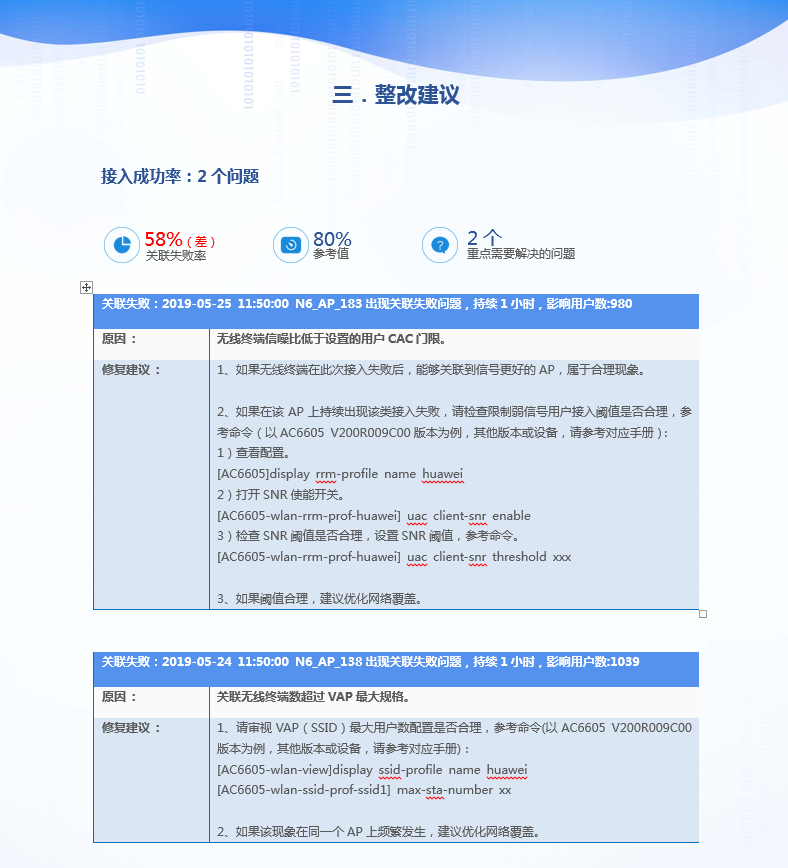 三．整改建议
接入成功率：2 个问题
58%（差）
关联失败率
80%
参考值
2 个
重点需要解决的问题
关联失败：2019-05-25 11:50:00 N6_AP_183 出现关联失败问题，持续 1 小时，影响用户数:980
原因：
无线终端信噪比低于设置的用户 CAC 门限。
修复建议：
1、如果无线终端在此次接入失败后，能够关联到信号更好的 AP，属于合理现象。
2、如果在该 AP 上持续出现该类接入失败，请检查限制弱信号用户接入阈值是否合理，参
考命令（以 AC6605 V200R009C00 版本为例，其他版本或设备，请参考对应手册）：
1）查看配置。
[AC6605]display rrm-profile name huawei
2）打开 SNR 使能开关。
[AC6605-wlan-rrm-prof-huawei] uac client-snr enable
3）检查 SNR 阈值是否合理，设置 SNR 阈值，参考命令。
[AC6605-wlan-rrm-prof-huawei] uac client-snr threshold xxx
3、如果阈值合理，建议优化网络覆盖。
关联失败：2019-05-24 11:50:00 N6_AP_138 出现关联失败问题，持续 1 小时，影响用户数:1039
原因：
关联无线终端数超过 VAP 最大规格。
修复建议：
1、请审视 VAP（SSID）最大用户数配置是否合理，参考命令(以 AC6605 V200R009C00
版本为例，其他版本或设备，请参考对应手册)：
[AC6605-wlan-view]display ssid-profile name huawei
[AC6605-wlan-ssid-prof-ssid1] max-sta-number xx
2、如果该现象在同一个 AP 上频繁发生，建议优化网络覆盖。